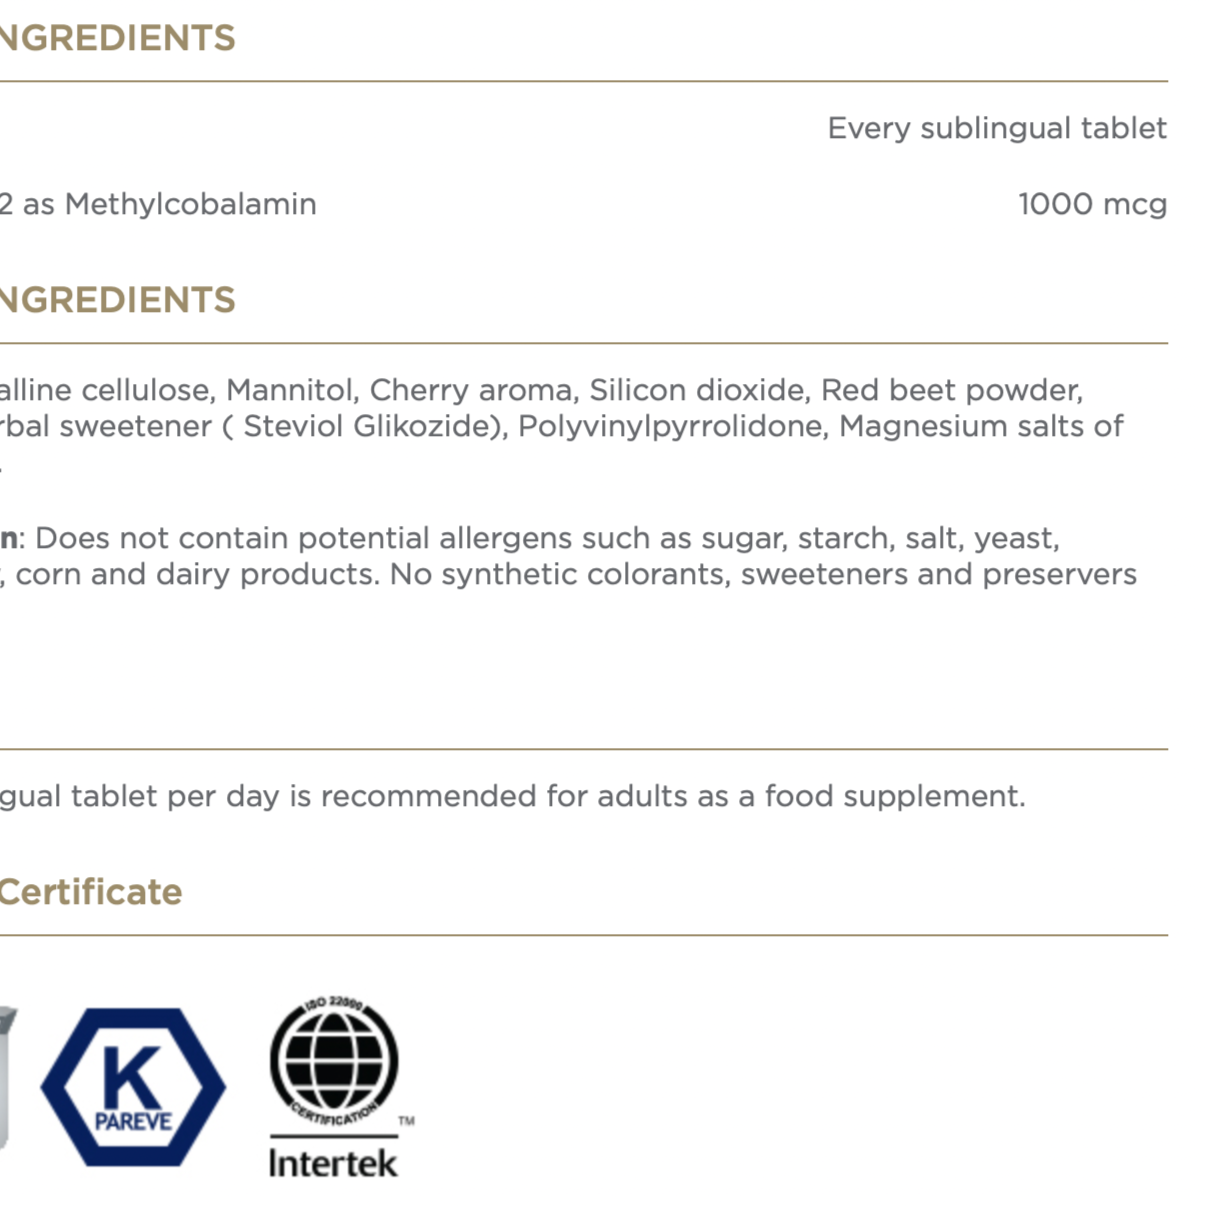 NGREDIENTS
Every sublingual tablet
2 as Methylcobalamin 1000 mcg
NGREDIENTS
alline cellulose, Mannitol, Cherry aroma, Silicon dioxide, Red beet powder,
rbal sweetener ( Steviol Glikozide), Polyvinylpyrrolidone, Magnesium salts of
.
n: Does not contain potential allergens such as sugar, starch, salt, yeast,
, corn and dairy products. No synthetic colorants, sweeteners and preservers
gual tablet per day is recommended for adults as a food supplement.
Certificate
K
PAREVE
ISO 22000
CERTIFICATION
TM
Intertek